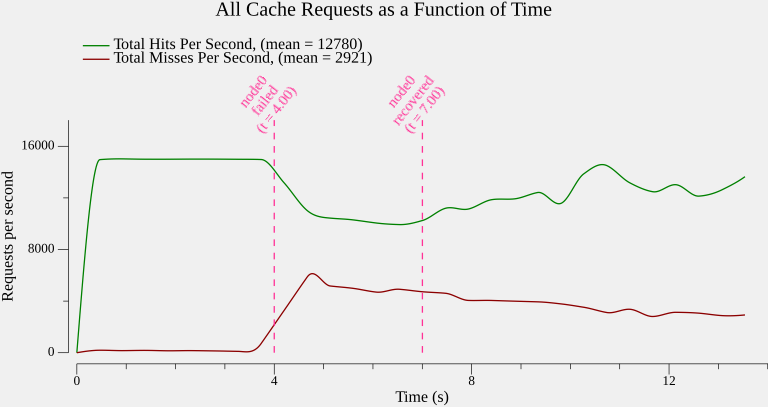 All Cache Requests as a Function of Time
Total Hits Per Second, (mean = 12780)
Total Misses Per Second, (mean = 2921)
node0
failed
(t = 4.00)
node0
recovered
(t = 7.00)
16000
8000
0
Requests per second
0
4
8
12
Time (s)